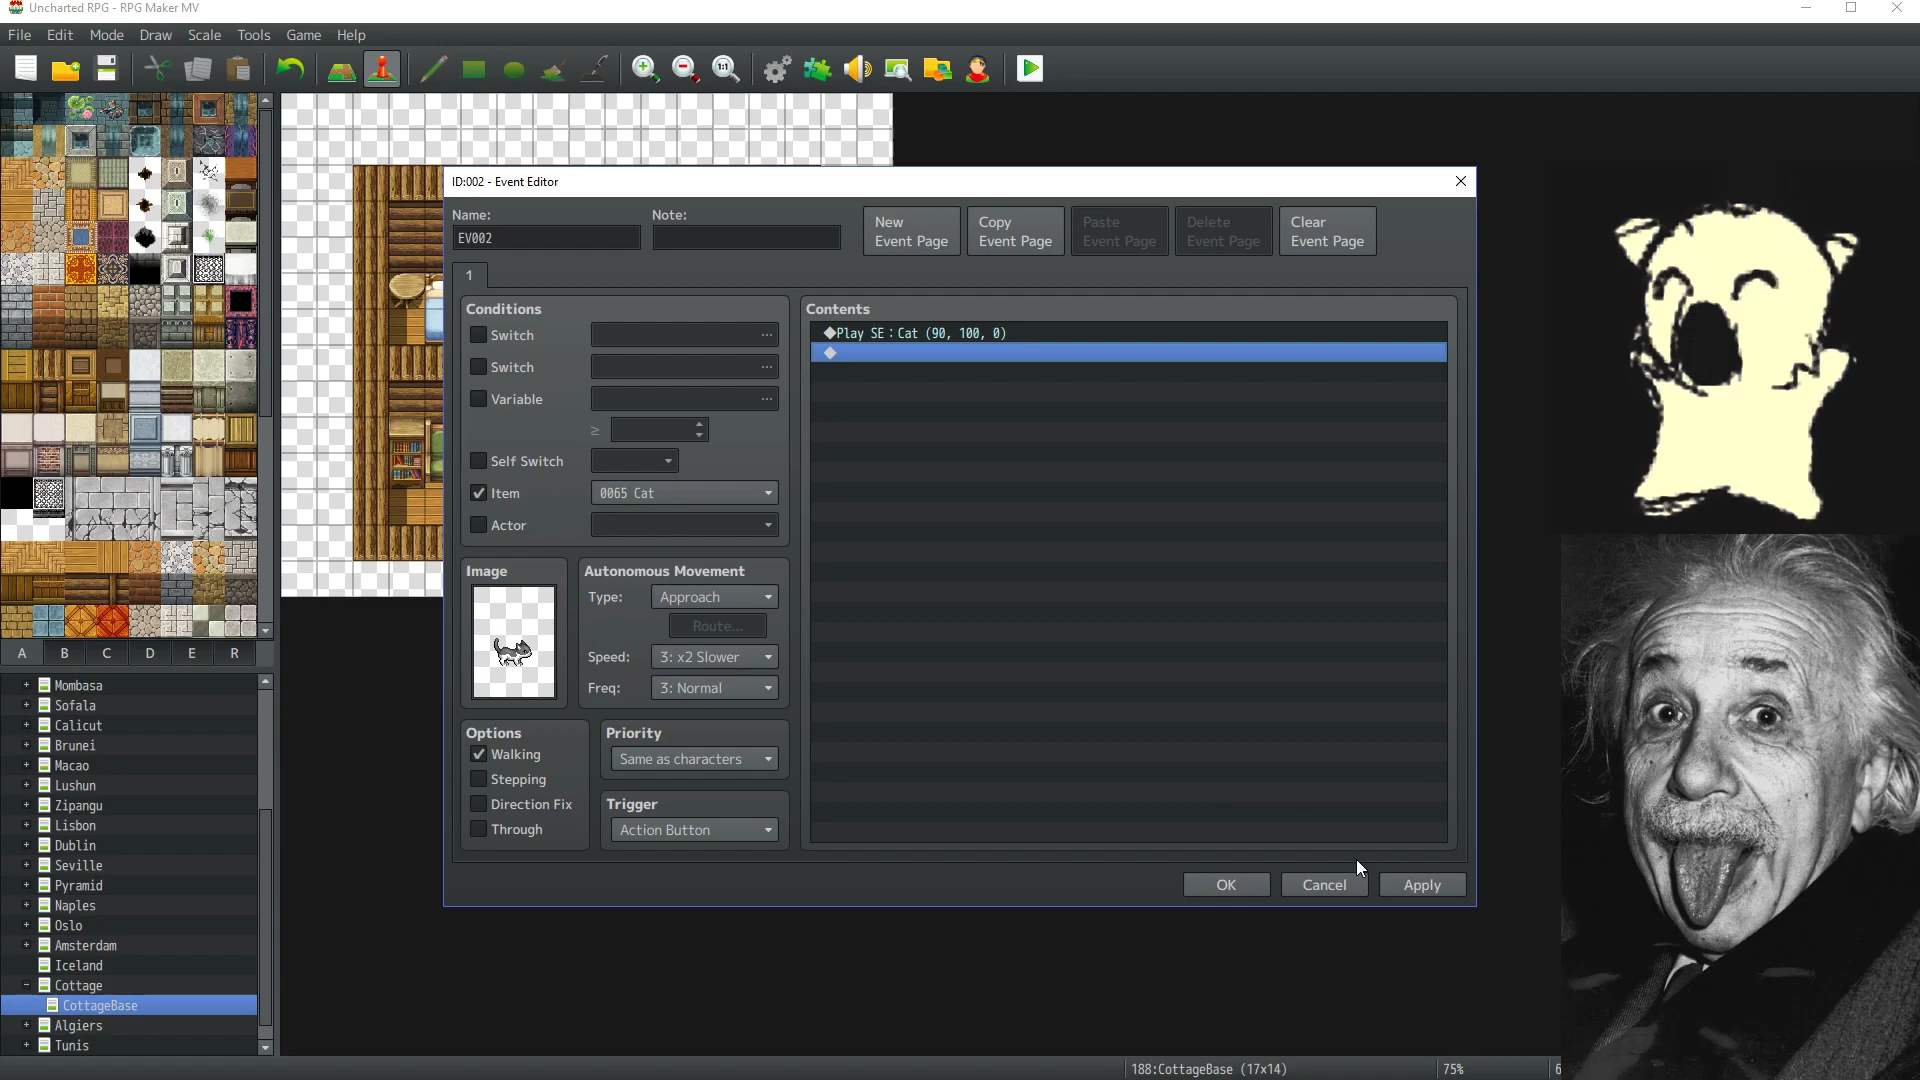 Uncharted RPG - RPG Maker MV
File Edit Mode Draw Scale Tools Game Help
1:1
ID:002 - Event Editor
Name: Note:
EV002
New Event Page
Copy Event Page
Paste Event Page
Delete Event Page
Clear Event Page
1
Conditions
Switch ...
Switch ...
Variable ...
≥
Self Switch
Item 0065 Cat
Actor
Contents
◆Play SE：Cat (90, 100, 0)
◆
Image
Autonomous Movement
Type: Approach
Route...
Speed: 3: x2 Slower
Freq: 3: Normal
Options
Walking
Stepping
Direction Fix
Through
Priority
Same as characters
Trigger
Action Button
OK Cancel Apply
A B C D E R
Mombasa
Sofala
Calicut
Brunei
Macao
Lushun
Zipangu
Lisbon
Dublin
Seville
Pyramid
Naples
Oslo
Amsterdam
Iceland
Cottage
CottageBase
Algiers
Tunis
188:CottageBase (17x14) 75% 6